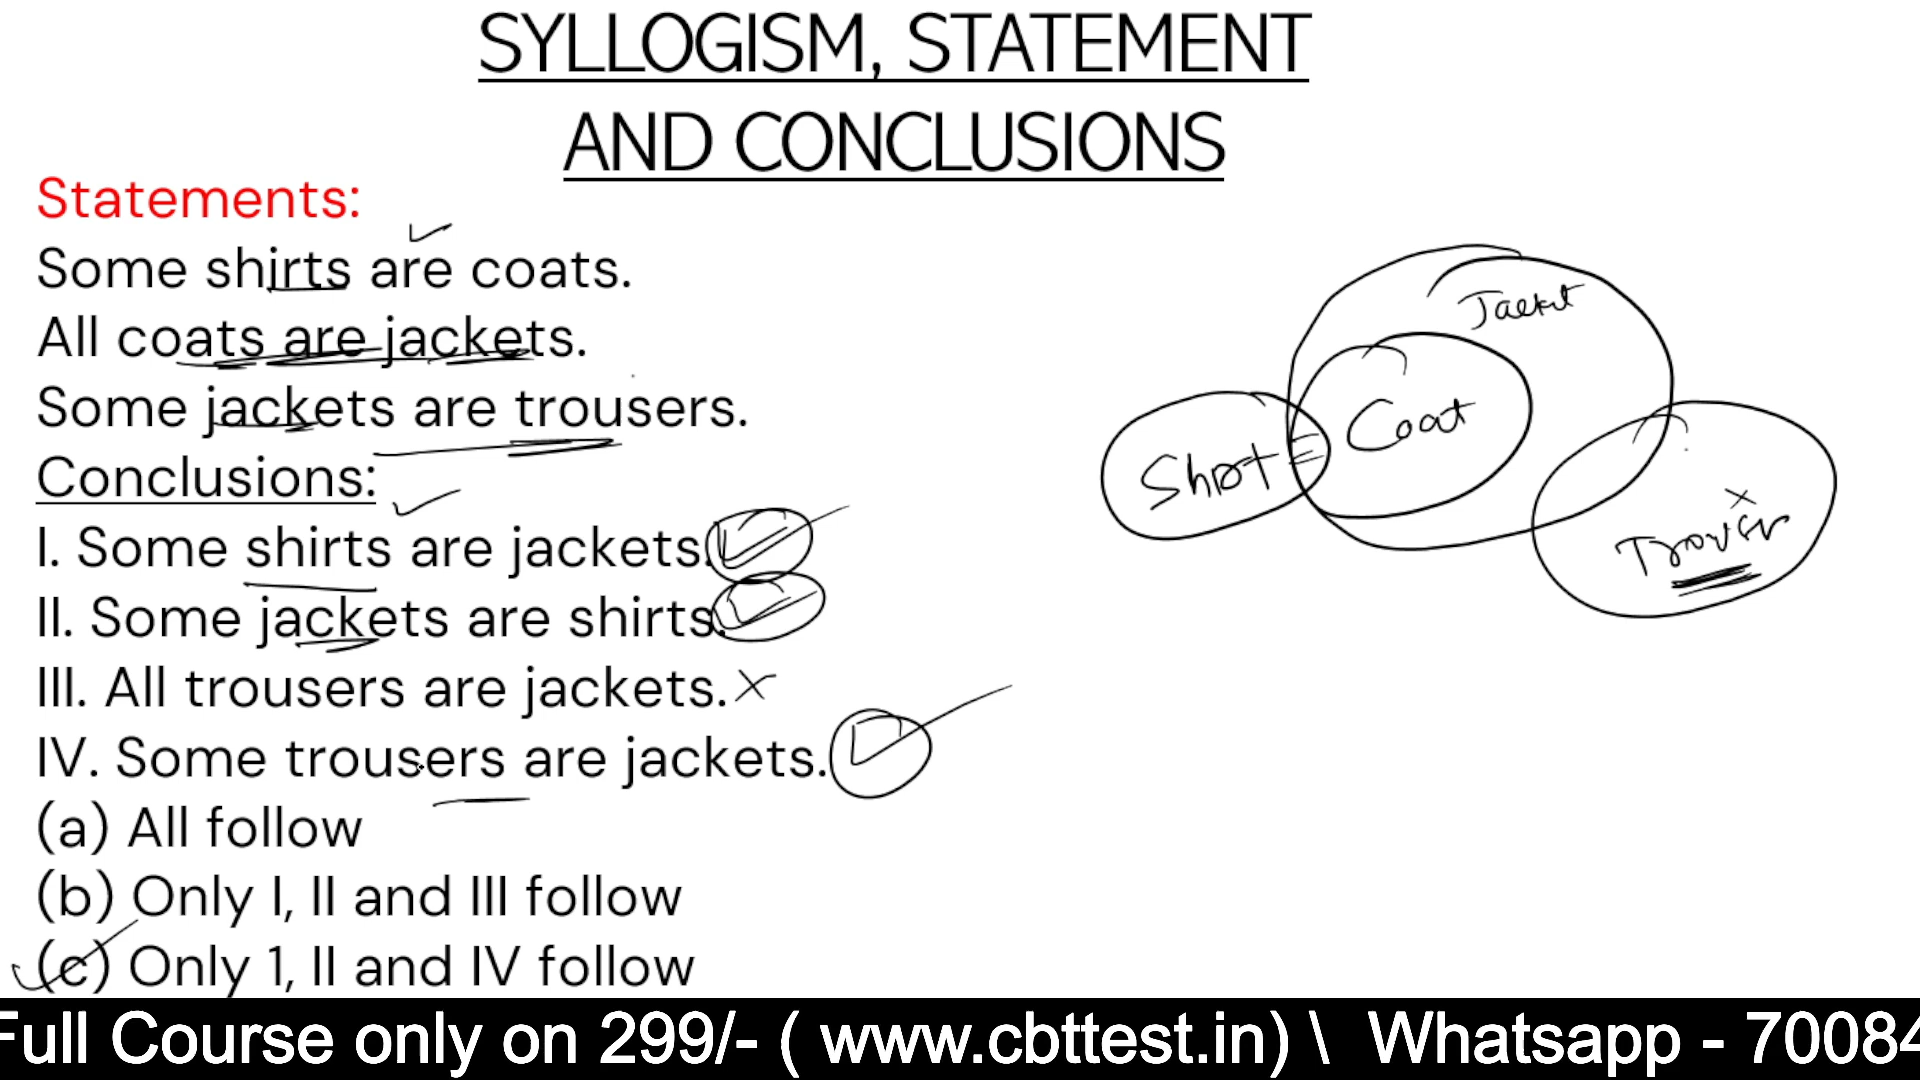 SYLLOGISM, STATEMENT
AND CONCLUSIONS
Statements:
Some shirts are coats.
All coats are jackets.
Some jackets are trousers.
Conclusions:
I. Some shirts are jackets.
II. Some jackets are shirts.
III. All trousers are jackets.
IV. Some trousers are jackets.
(a) All follow
(b) Only I, II and III follow
(c) Only 1, II and IV follow
Jacket
Coat
Shirt
Trouser
Full Course only on 299/- ( www.cbttest.in) \ Whatsapp - 70084